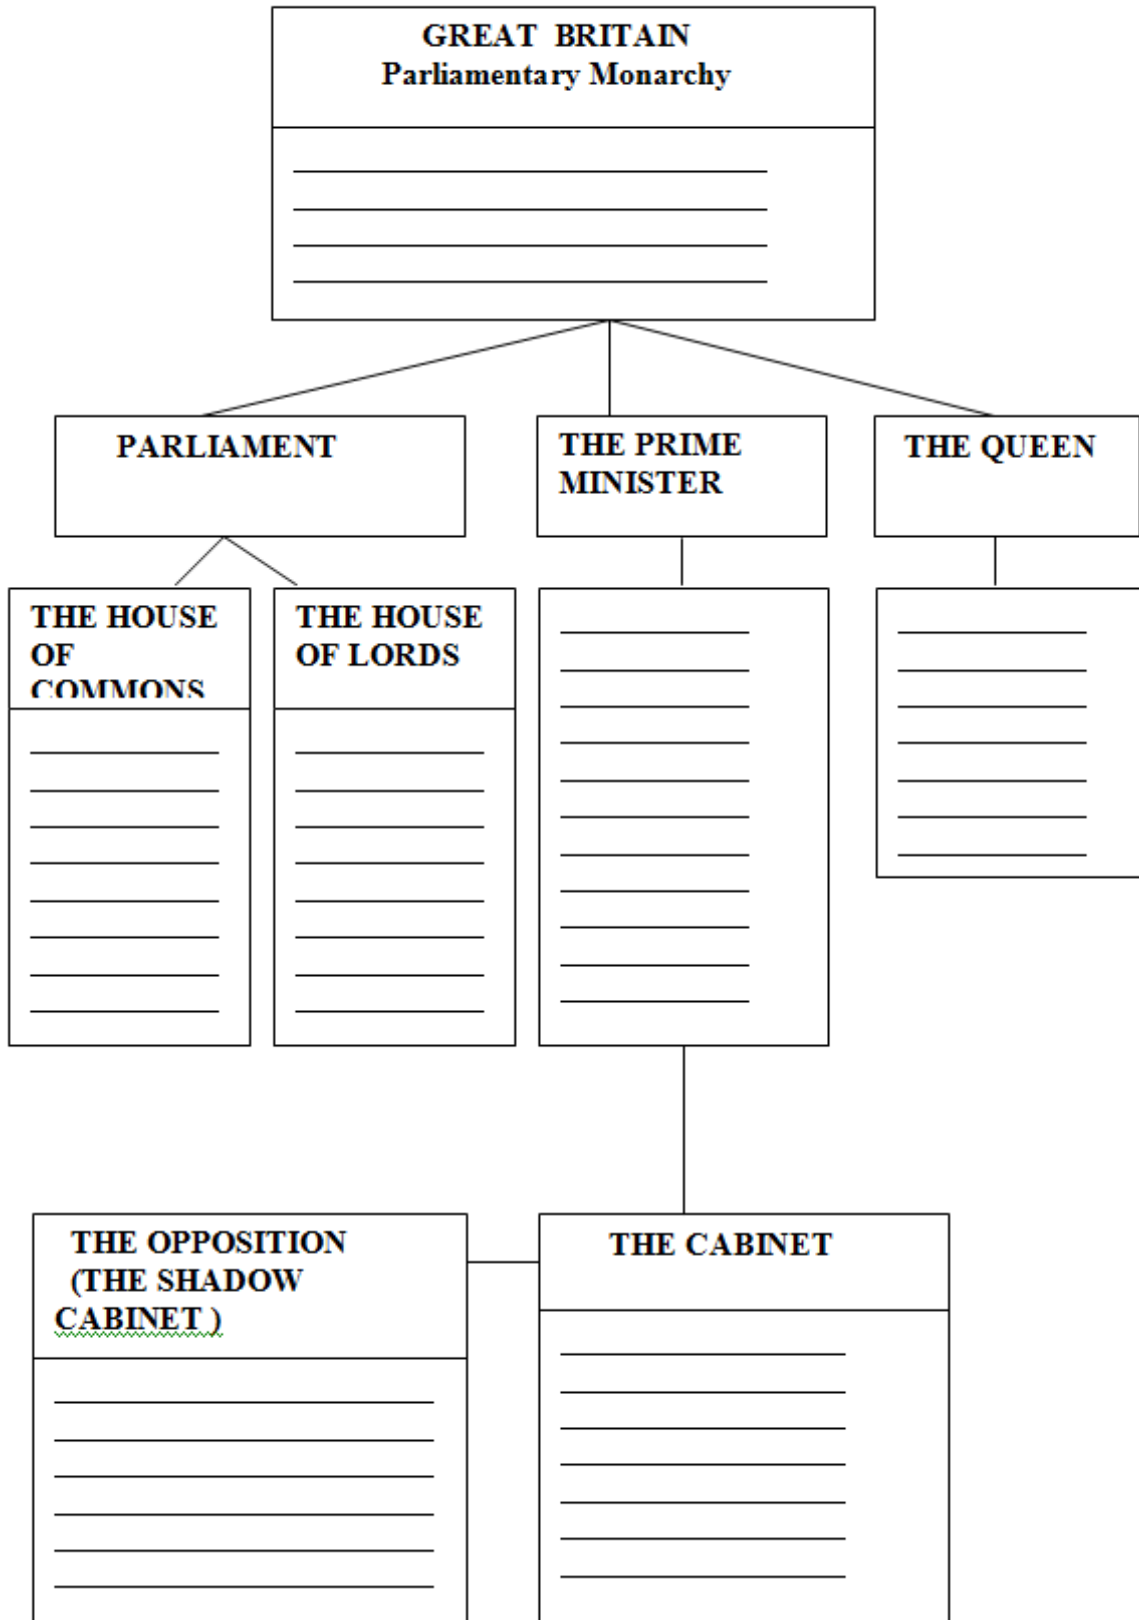 GREAT BRITAIN
Parliamentary Monarchy
PARLIAMENT
THE PRIME
MINISTER
THE QUEEN
THE HOUSE
OF
COMMONS
THE HOUSE
OF LORDS
THE OPPOSITION
(THE SHADOW
CABINET )
THE CABINET